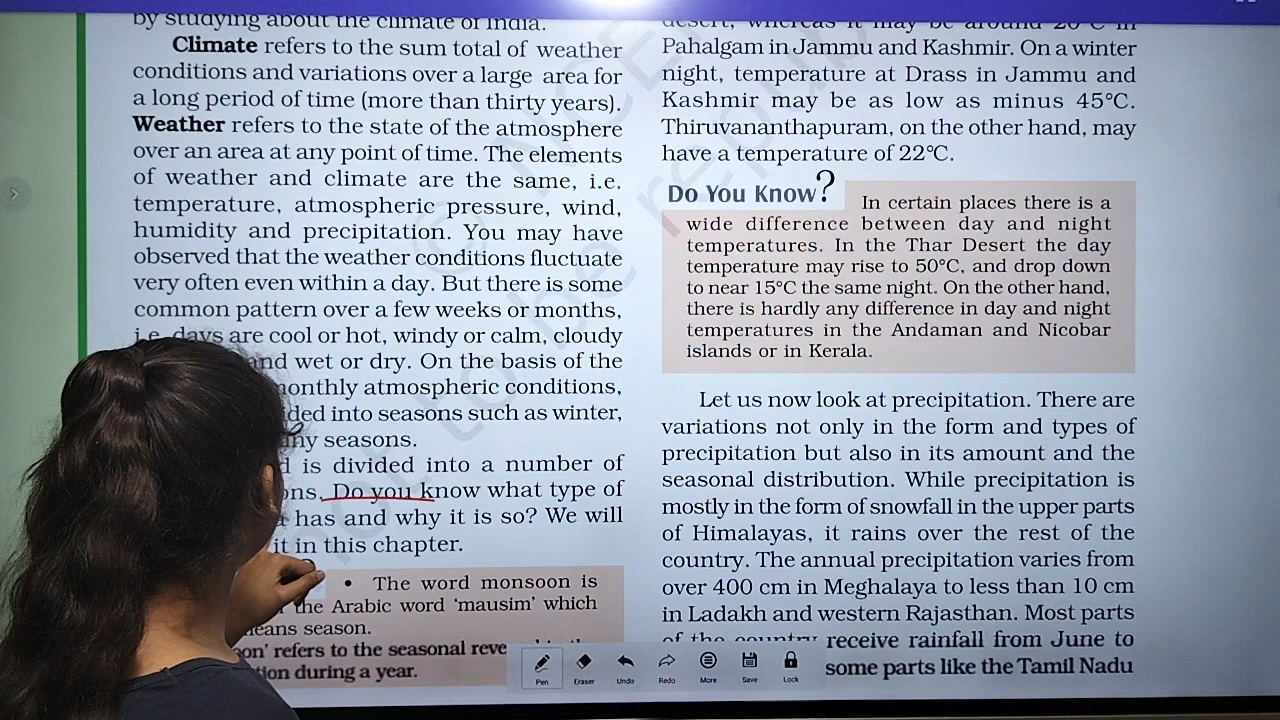 by studying about the climate of India.
Climate refers to the sum total of weather
conditions and variations over a large area for
a long period of time (more than thirty years).
Weather refers to the state of the atmosphere
over an area at any point of time. The elements
of weather and climate are the same, i.e.
temperature, atmospheric pressure, wind,
humidity and precipitation. You may have
observed that the weather conditions fluctuate
very often even within a day. But there is some
common pattern over a few weeks or months,
i.e. days are cool or hot, windy or calm, cloudy
and wet or dry. On the basis of the
monthly atmospheric conditions,
into seasons such as winter,
seasons.
is divided into a number of
Do you know what type of
has and why it is so? We will
it in this chapter.
• The word monsoon is
the Arabic word ‘mausim’ which
means season.
refers to the seasonal
during a year.
desert, whereas it may be around 20°C in
Pahalgam in Jammu and Kashmir. On a winter
night, temperature at Drass in Jammu and
Kashmir may be as low as minus 45°C.
Thiruvananthapuram, on the other hand, may
have a temperature of 22°C.
Do You Know?
In certain places there is a
wide difference between day and night
temperatures. In the Thar Desert the day
temperature may rise to 50°C, and drop down
to near 15°C the same night. On the other hand,
there is hardly any difference in day and night
temperatures in the Andaman and Nicobar
islands or in Kerala.
Let us now look at precipitation. There are
variations not only in the form and types of
precipitation but also in its amount and the
seasonal distribution. While precipitation is
mostly in the form of snowfall in the upper parts
of Himalayas, it rains over the rest of the
country. The annual precipitation varies from
over 400 cm in Meghalaya to less than 10 cm
in Ladakh and western Rajasthan. Most parts
of the country receive rainfall from June to
some parts like the Tamil Nadu
Pen Eraser Undo Redo More Save Lock
not to be republ